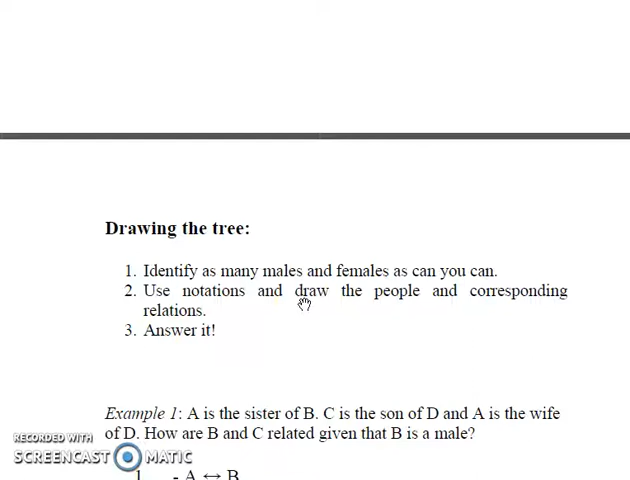 Drawing the tree:
1. Identify as many males and females as can you can.
2. Use notations and draw the people and corresponding
relations.
3. Answer it!
Example 1: A is the sister of B. C is the son of D and A is the wife
of D. How are B and C related given that B is a male?
RECORDED WITH
SCREENCAST MATIC
1. - A ↔ B